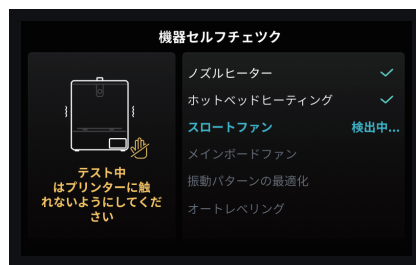 機器セルフチェツク
ノズルヒーター
ホットベッドヒーティング
スロートファン 検出中...
メインボードファン
振動パターンの最適化
オートレベリング
テスト中
はプリンターに触
れないようにしてくだ
さい